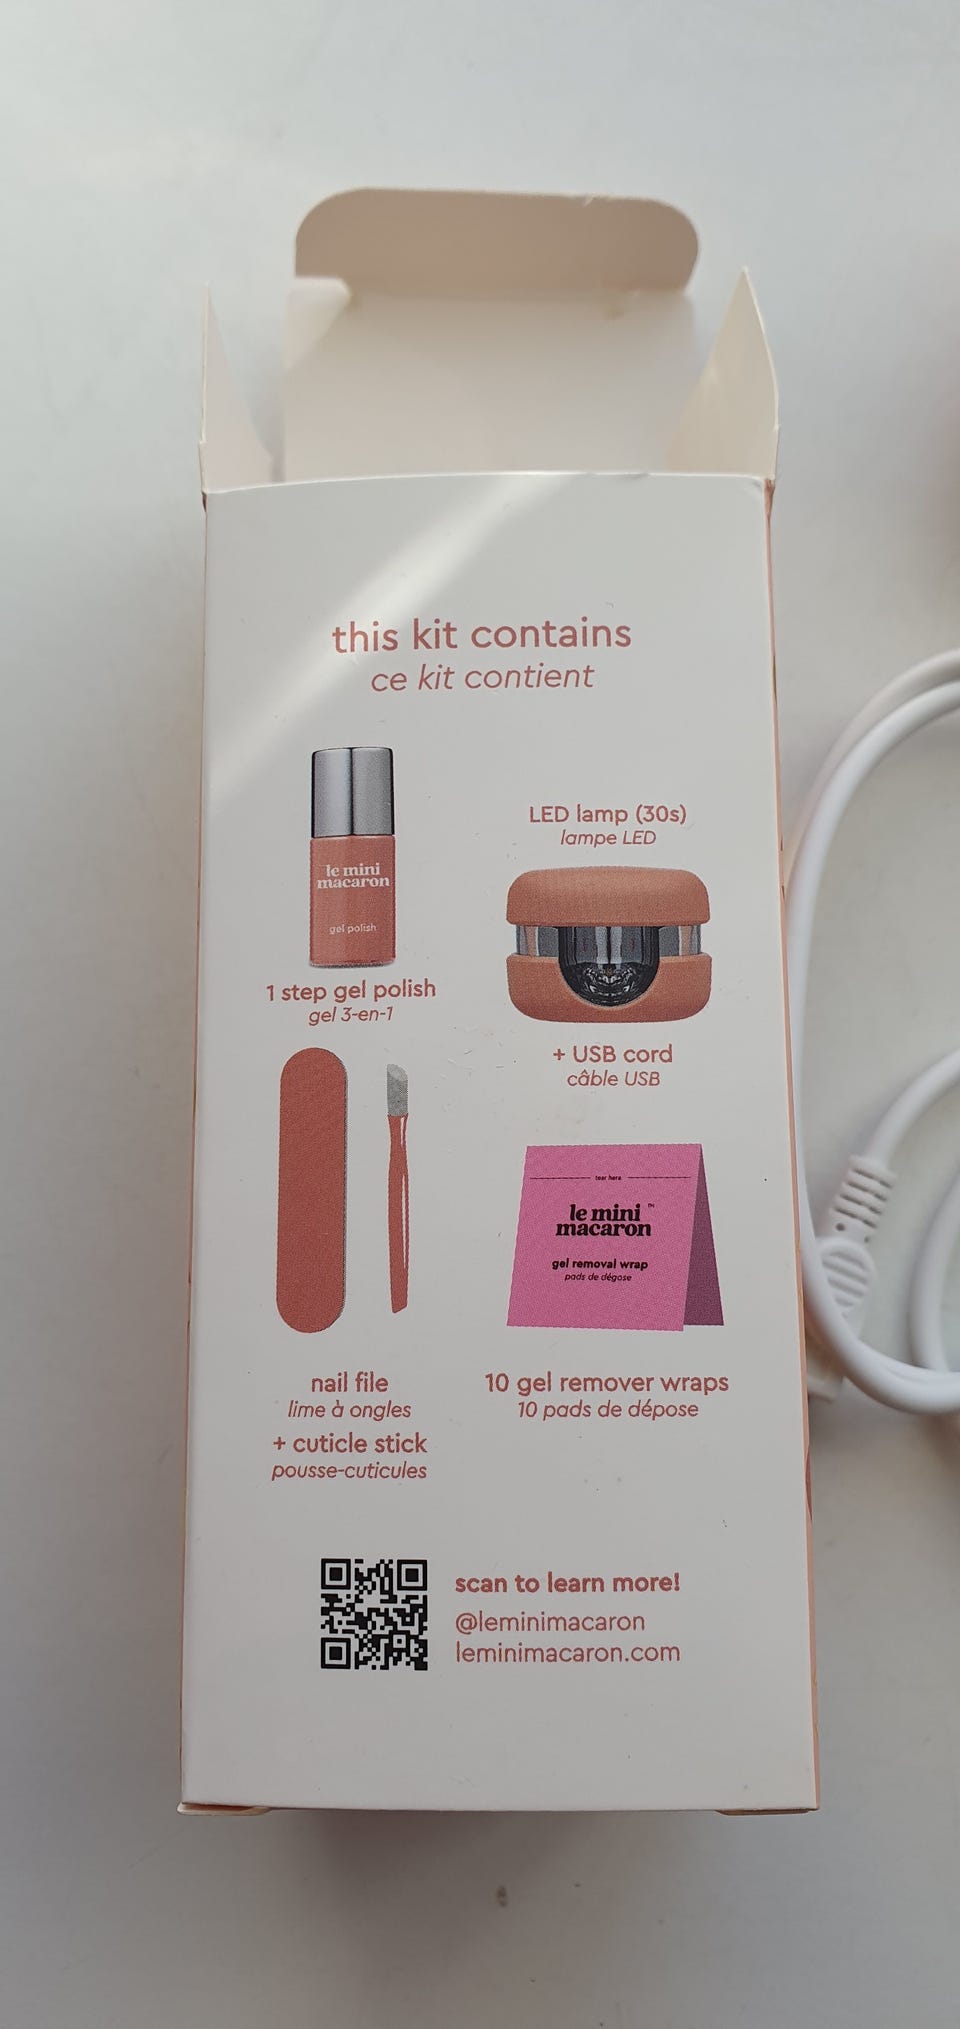 this kit contains
ce kit contient
le mini
macaron
gel polish
1 step gel polish
gel 3-en-1
LED lamp (30s)
lampe LED
+ USB cord
câble USB
nail file
lime à ongles
+ cuticle stick
pousse-cuticules
tear here
le mini
macaron™
gel removal wrap
pads de dépose
10 gel remover wraps
10 pads de dépose
scan to learn more!
@leminimacaron
leminimacaron.com